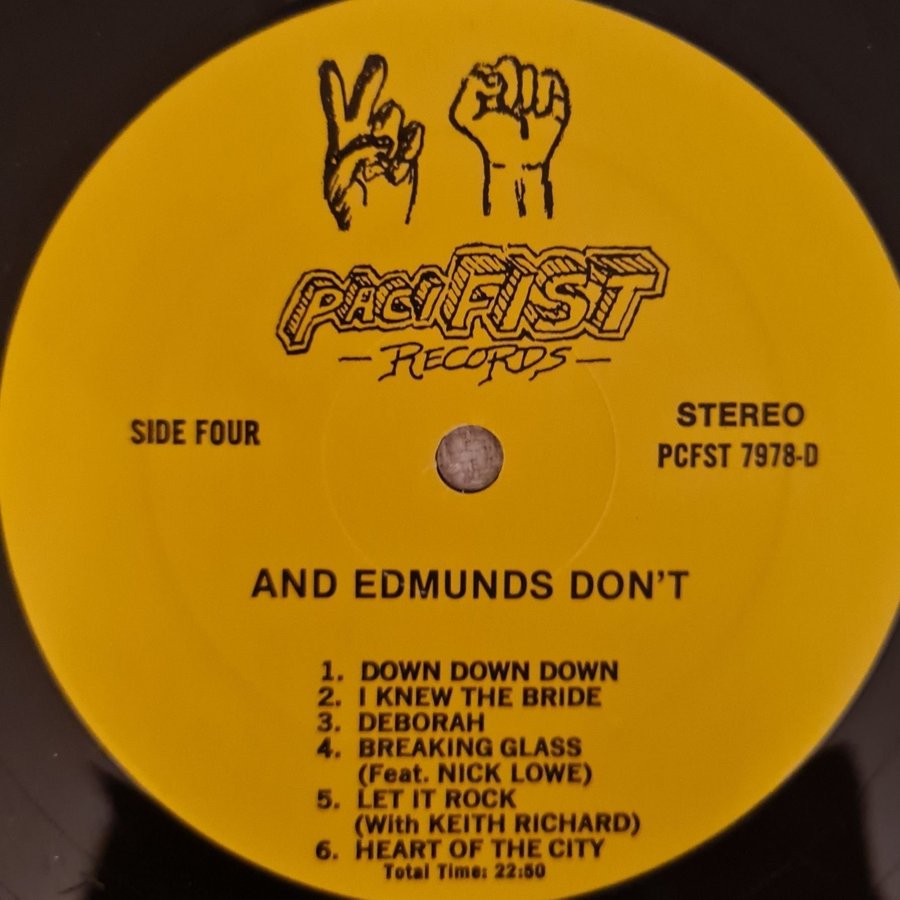 PACIFIST
- RECORDS -
SIDE FOUR
STEREO
PCFST 7978-D
AND EDMUNDS DON'T
1. DOWN DOWN DOWN
2. I KNEW THE BRIDE
3. DEBORAH
4. BREAKING GLASS
(Feat. NICK LOWE)
5. LET IT ROCK
(With KEITH RICHARD)
6. HEART OF THE CITY
Total Time: 22:50